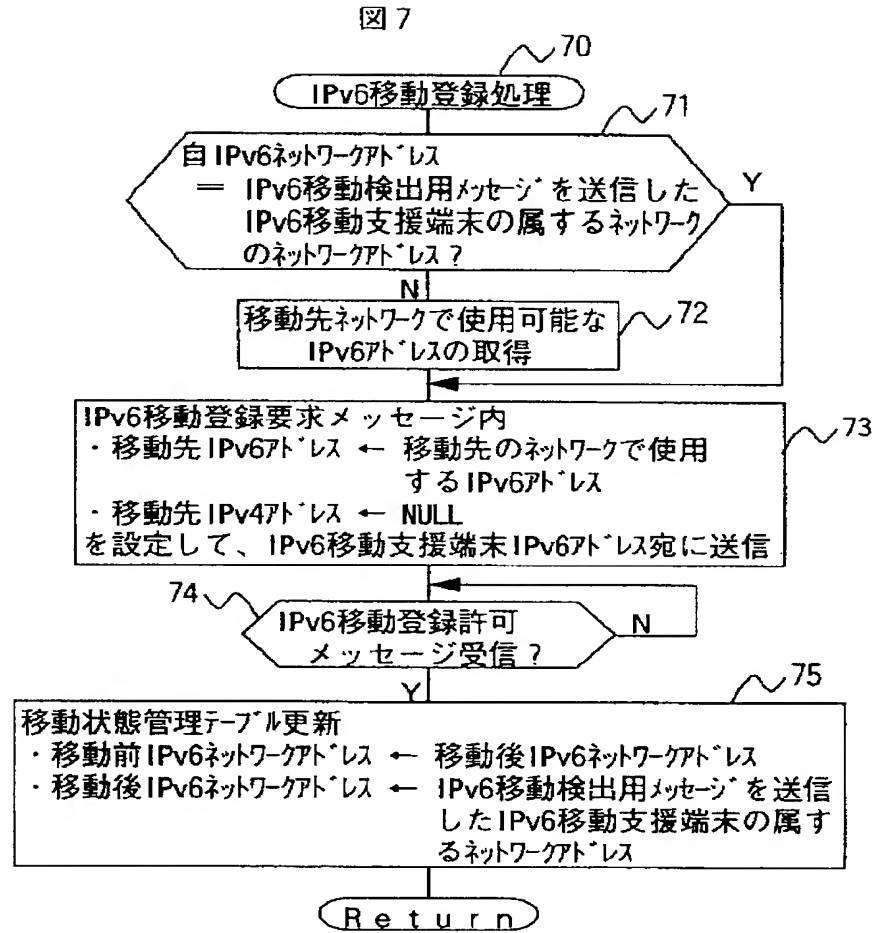 図7
70
IPv6移動登録処理
71
自IPv6ネットワークアドレス
= IPv6移動検出用メッセージを送信した
IPv6移動支援端末の属するネットワーク
のネットワークアドレス?
Y
N
移動先ネットワークで使用可能な
IPv6アドレスの取得
72
IPv6移動登録要求メッセージ内
・移動先IPv6アドレス ← 移動先のネットワークで使用
するIPv6アドレス
・移動先IPv4アドレス ← NULL
を設定して、IPv6移動支援端末IPv6アドレス宛に送信
73
74
IPv6移動登録許可
メッセージ受信?
N
Y
75
移動状態管理テーブル更新
・移動前IPv6ネットワークアドレス ← 移動後IPv6ネットワークアドレス
・移動後IPv6ネットワークアドレス ← IPv6移動検出用メッセージを送信
したIPv6移動支援端末の属す
るネットワークアドレス
Return